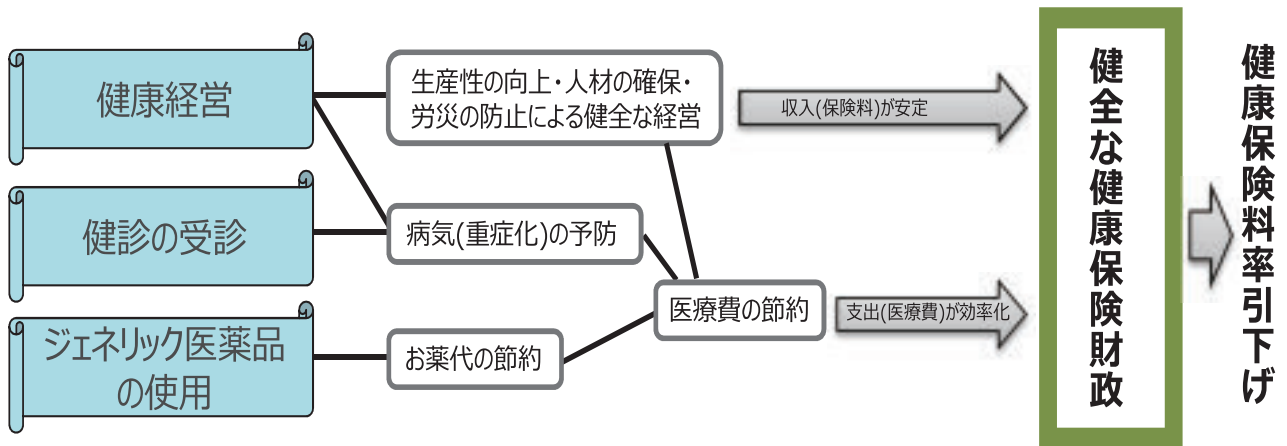 健康経営
生産性の向上・人材の確保・
労災の防止による健全な経営
収入(保険料)が安定
健診の受診
病気(重症化)の予防
医療費の節約
支出(医療費)が効率化
ジェネリック医薬品
の使用
お薬代の節約
健全な健康保険財政
健康保険料率引下げ